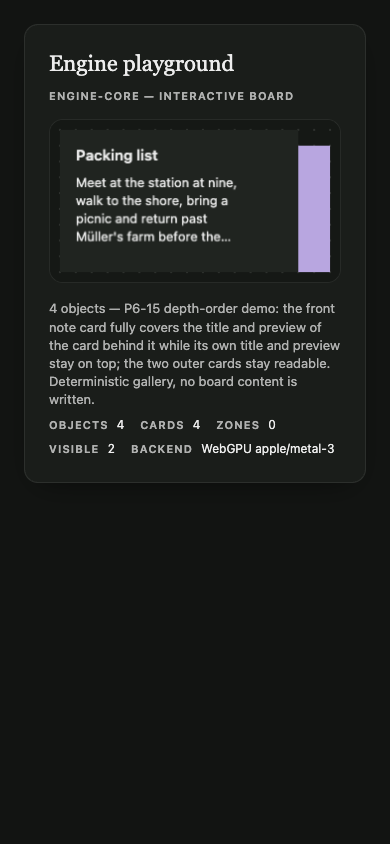 Engine playground
ENGINE-CORE — INTERACTIVE BOARD
Packing list
Meet at the station at nine,
walk to the shore, bring a
picnic and return past
Müller's farm before the...
4 objects — P6-15 depth-order demo: the front
note card fully covers the title and preview of
the card behind it while its own title and preview
stay on top; the two outer cards stay readable.
Deterministic gallery, no board content is
written.
OBJECTS 4 CARDS 4 ZONES 0
VISIBLE 2 BACKEND WebGPU apple/metal-3